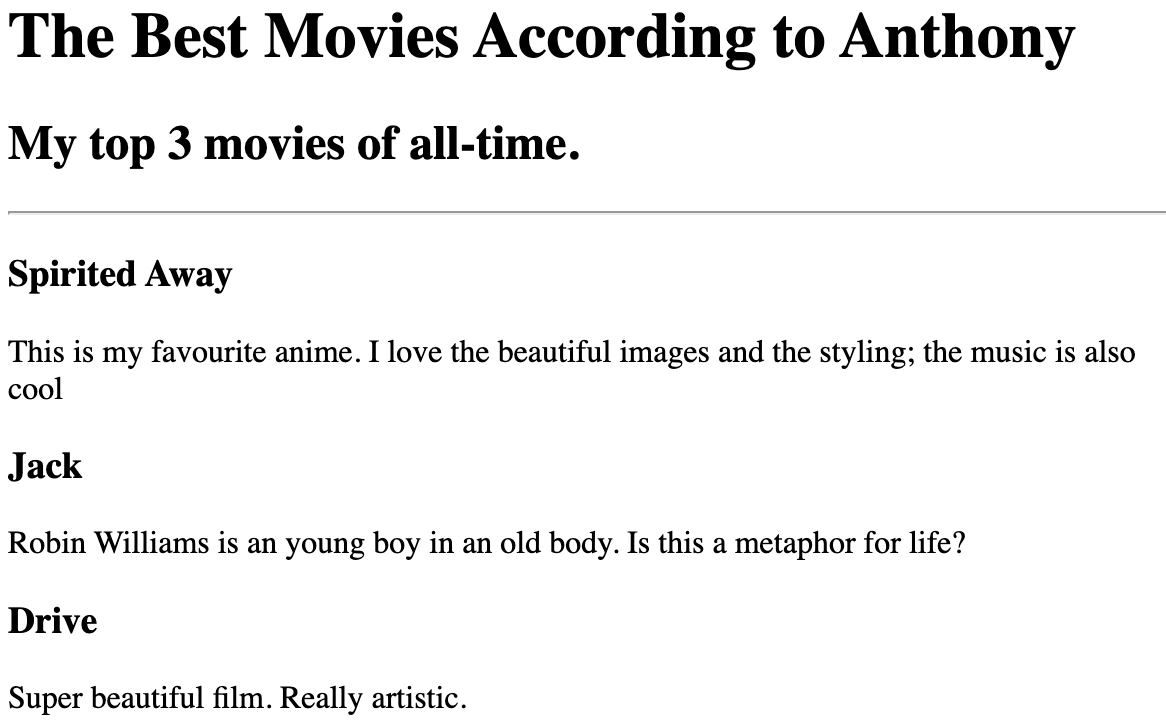 The Best Movies According to Anthony
My top 3 movies of all-time.
Spirited Away
This is my favourite anime. I love the beautiful images and the styling; the music is also
cool
Jack
Robin Williams is an young boy in an old body. Is this a metaphor for life?
Drive
Super beautiful film. Really artistic.